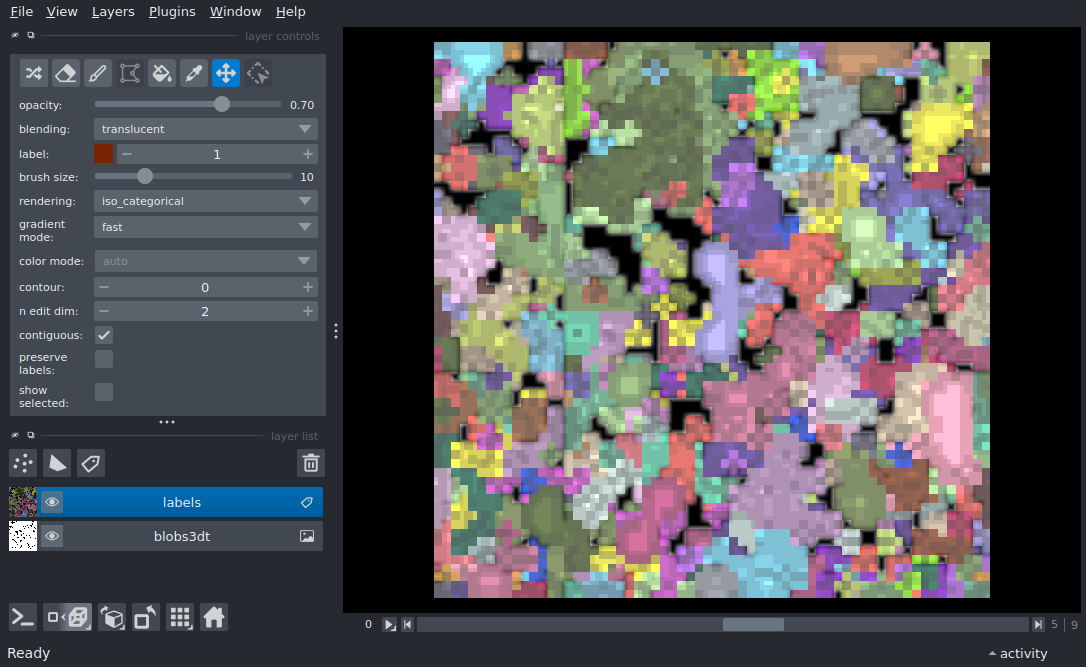 File View Layers Plugins Window Help
layer controls
opacity: 0.70
blending: translucent
label: 1
brush size: 10
rendering: iso_categorical
gradient
mode: fast
color mode: auto
contour: 0
n edit dim: 2
contiguous:
preserve
labels:
show
selected:
layer list
labels
blobs3dt
0 5 | 9
Ready activity